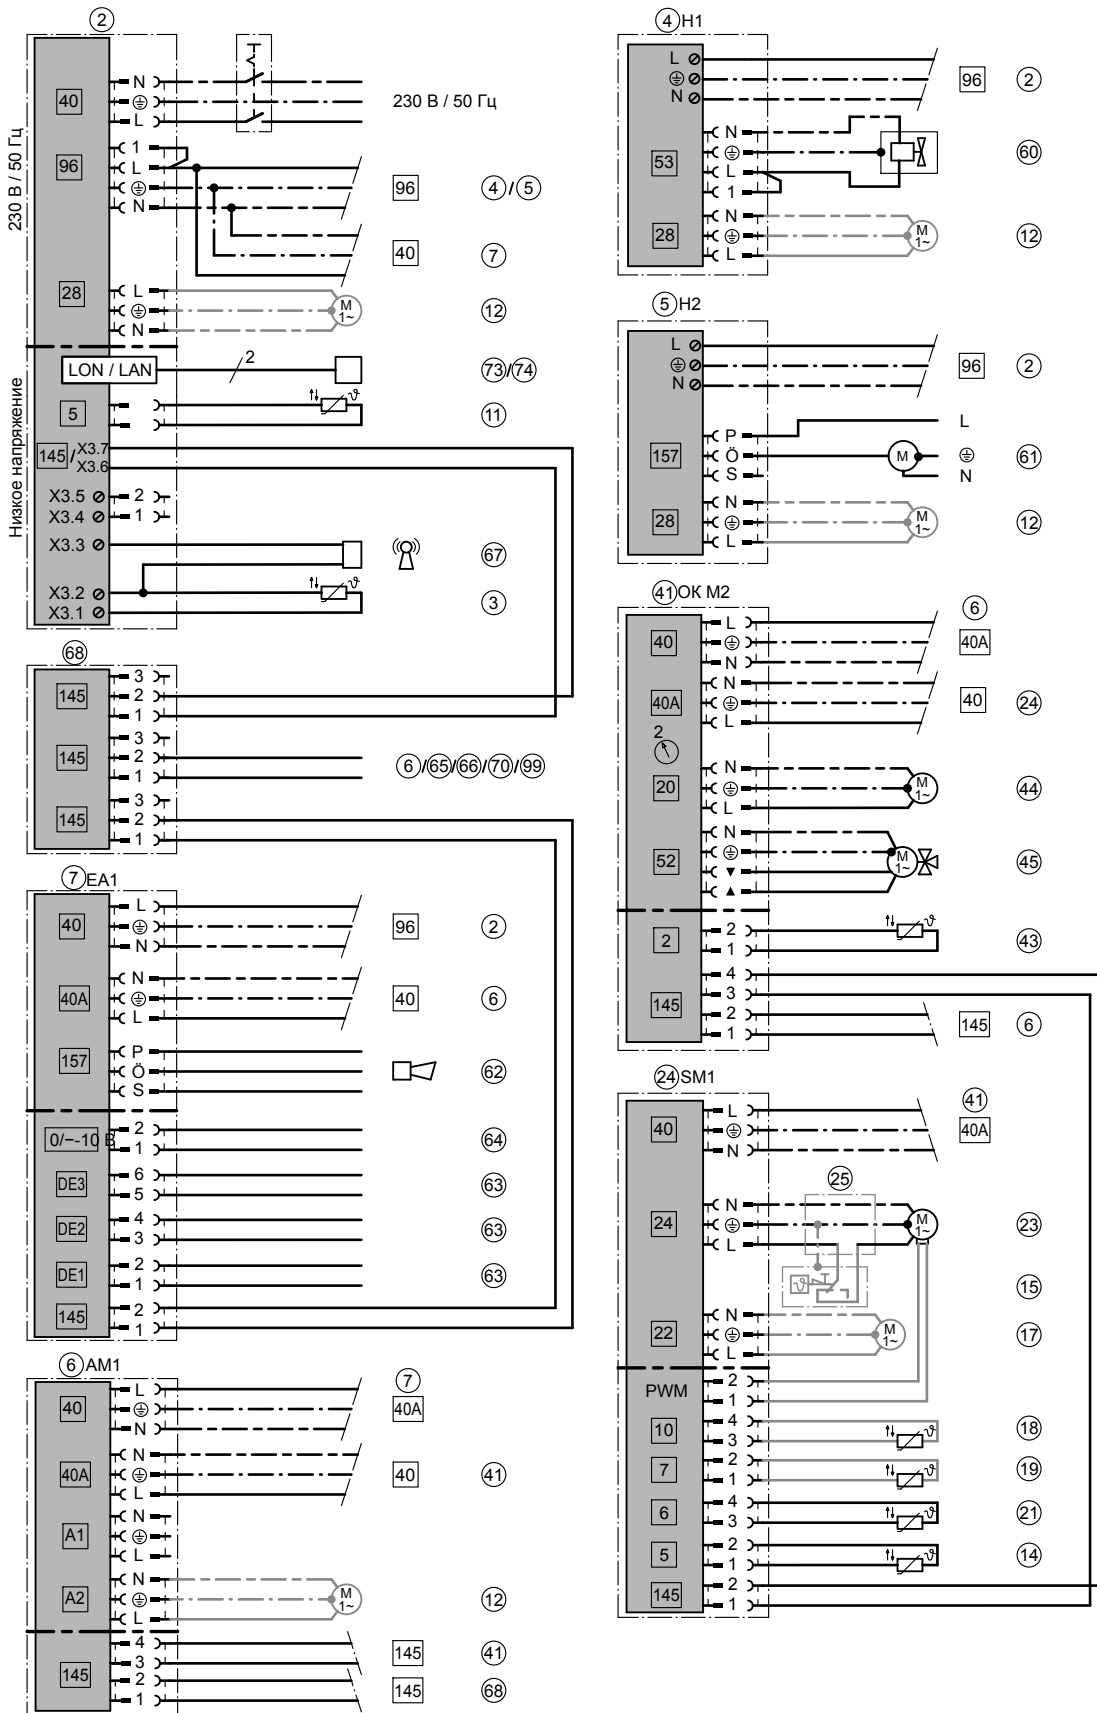 2
230 В / 50 Гц
40
N
L
230 В / 50 Гц
96
1
L
N
96
4 / 5
40
7
28
L
N
M
1~
12
Низкое напряжение
LON / LAN
2
73/74
5
ϑ
11
145 / X3.7
X3.6
X3.5
2
X3.4
1
X3.3
67
X3.2
X3.1
ϑ
3
68
145
3
2
1
145
3
2
1
6/65/66/70/99
145
3
2
1
7 EA1
40
L
N
96
2
40A
N
L
40
6
157
P
Ö
S
62
0/−-10 В
2
1
64
DE3
6
5
63
DE2
4
3
63
DE1
2
1
63
145
2
1
6 AM1
40
L
N
7
40A
40A
N
L
40
41
A1
N
L
A2
N
L
M
1~
12
145
4
3
2
1
145
41
145
68
4 H1
L
N
96
2
53
N
L
1
60
28
N
L
M
1~
12
5 H2
L
N
96
2
157
P
Ö
S
M
L
N
61
28
N
L
M
1~
12
41 ОК M2
40
L
N
6
40A
40A
N
L
40
24
2
20
N
L
M
1~
44
52
N
▼
▲
M
1~
45
2
2
1
ϑ
43
145
4
3
2
1
145
6
24 SM1
40
L
N
41
40A
25
24
N
L
M
1~
23
ϑ
15
22
N
L
M
1~
17
PWM
2
1
10
4
3
ϑ
18
7
2
1
ϑ
19
6
4
3
ϑ
21
5
2
1
ϑ
14
145
2
1